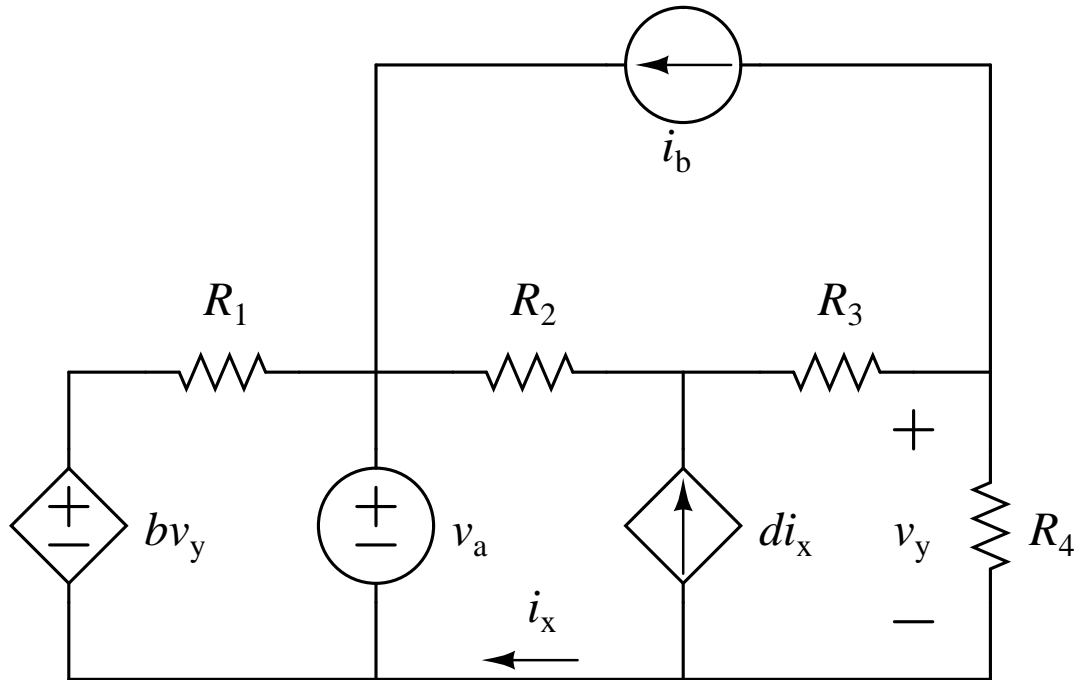 i_b
R_1 R_2 R_3
+
+ − bv_y + − v_a di_x v_y R_4
i_x −